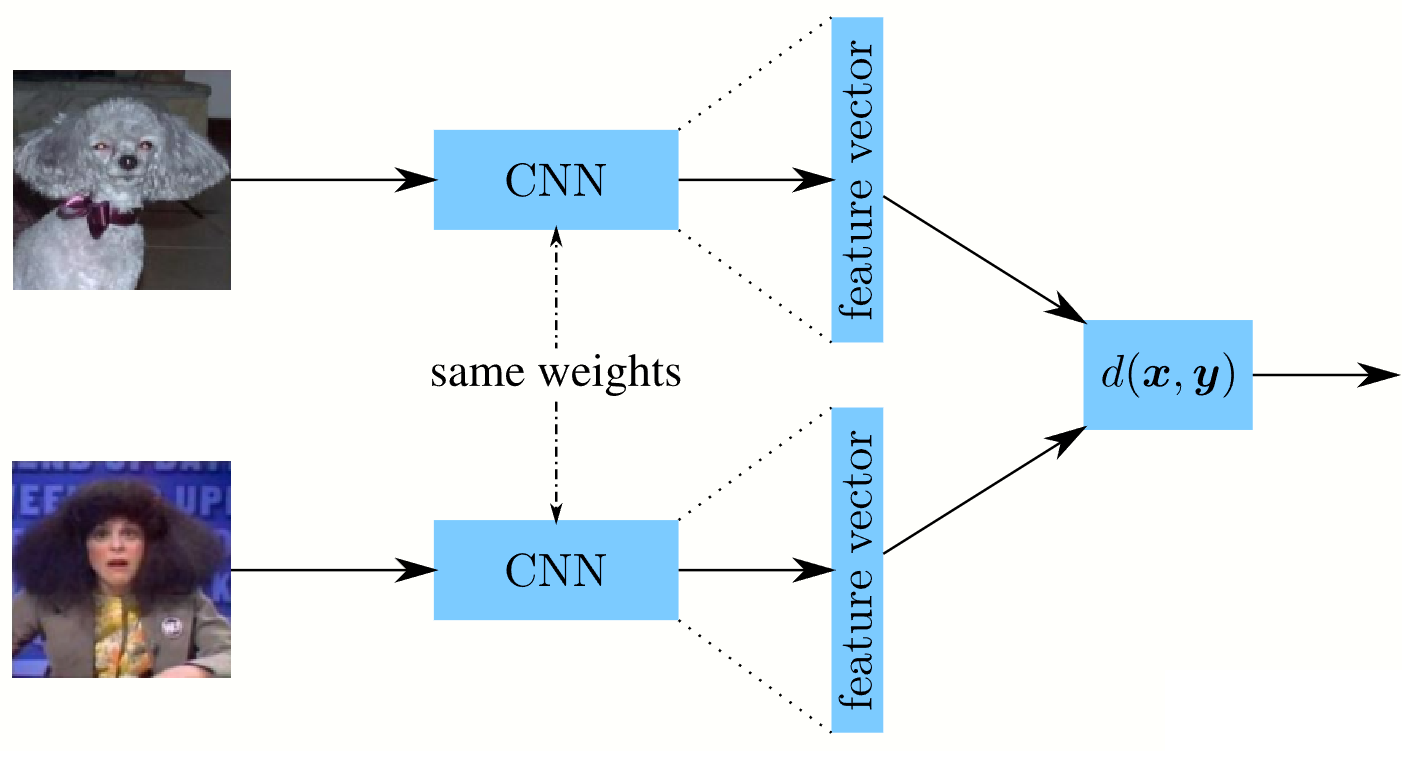 CNN
feature vector
same weights
d(x, y)
CNN
feature vector